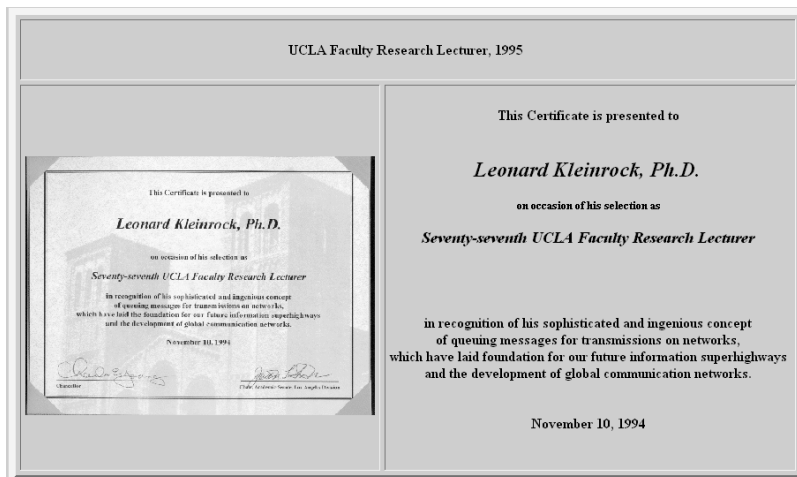 UCLA Faculty Research Lecturer, 1995
This Certificate is presented to
Leonard Kleinrock, Ph.D.
on occasion of his selection as
Seventy-seventh UCLA Faculty Research Lecturer
in recognition of his sophisticated and ingenious concept
of queuing messages for transmissions on networks,
which have laid the foundation for our future information superhighways
and the development of global communication networks.
November 10, 1994
Chancellor
Chair, Academic Senate Los Angeles Division
This Certificate is presented to
Leonard Kleinrock, Ph.D.
on occasion of his selection as
Seventy-seventh UCLA Faculty Research Lecturer
in recognition of his sophisticated and ingenious concept
of queuing messages for transmissions on networks,
which have laid foundation for our future information superhighways
and the development of global communication networks.
November 10, 1994